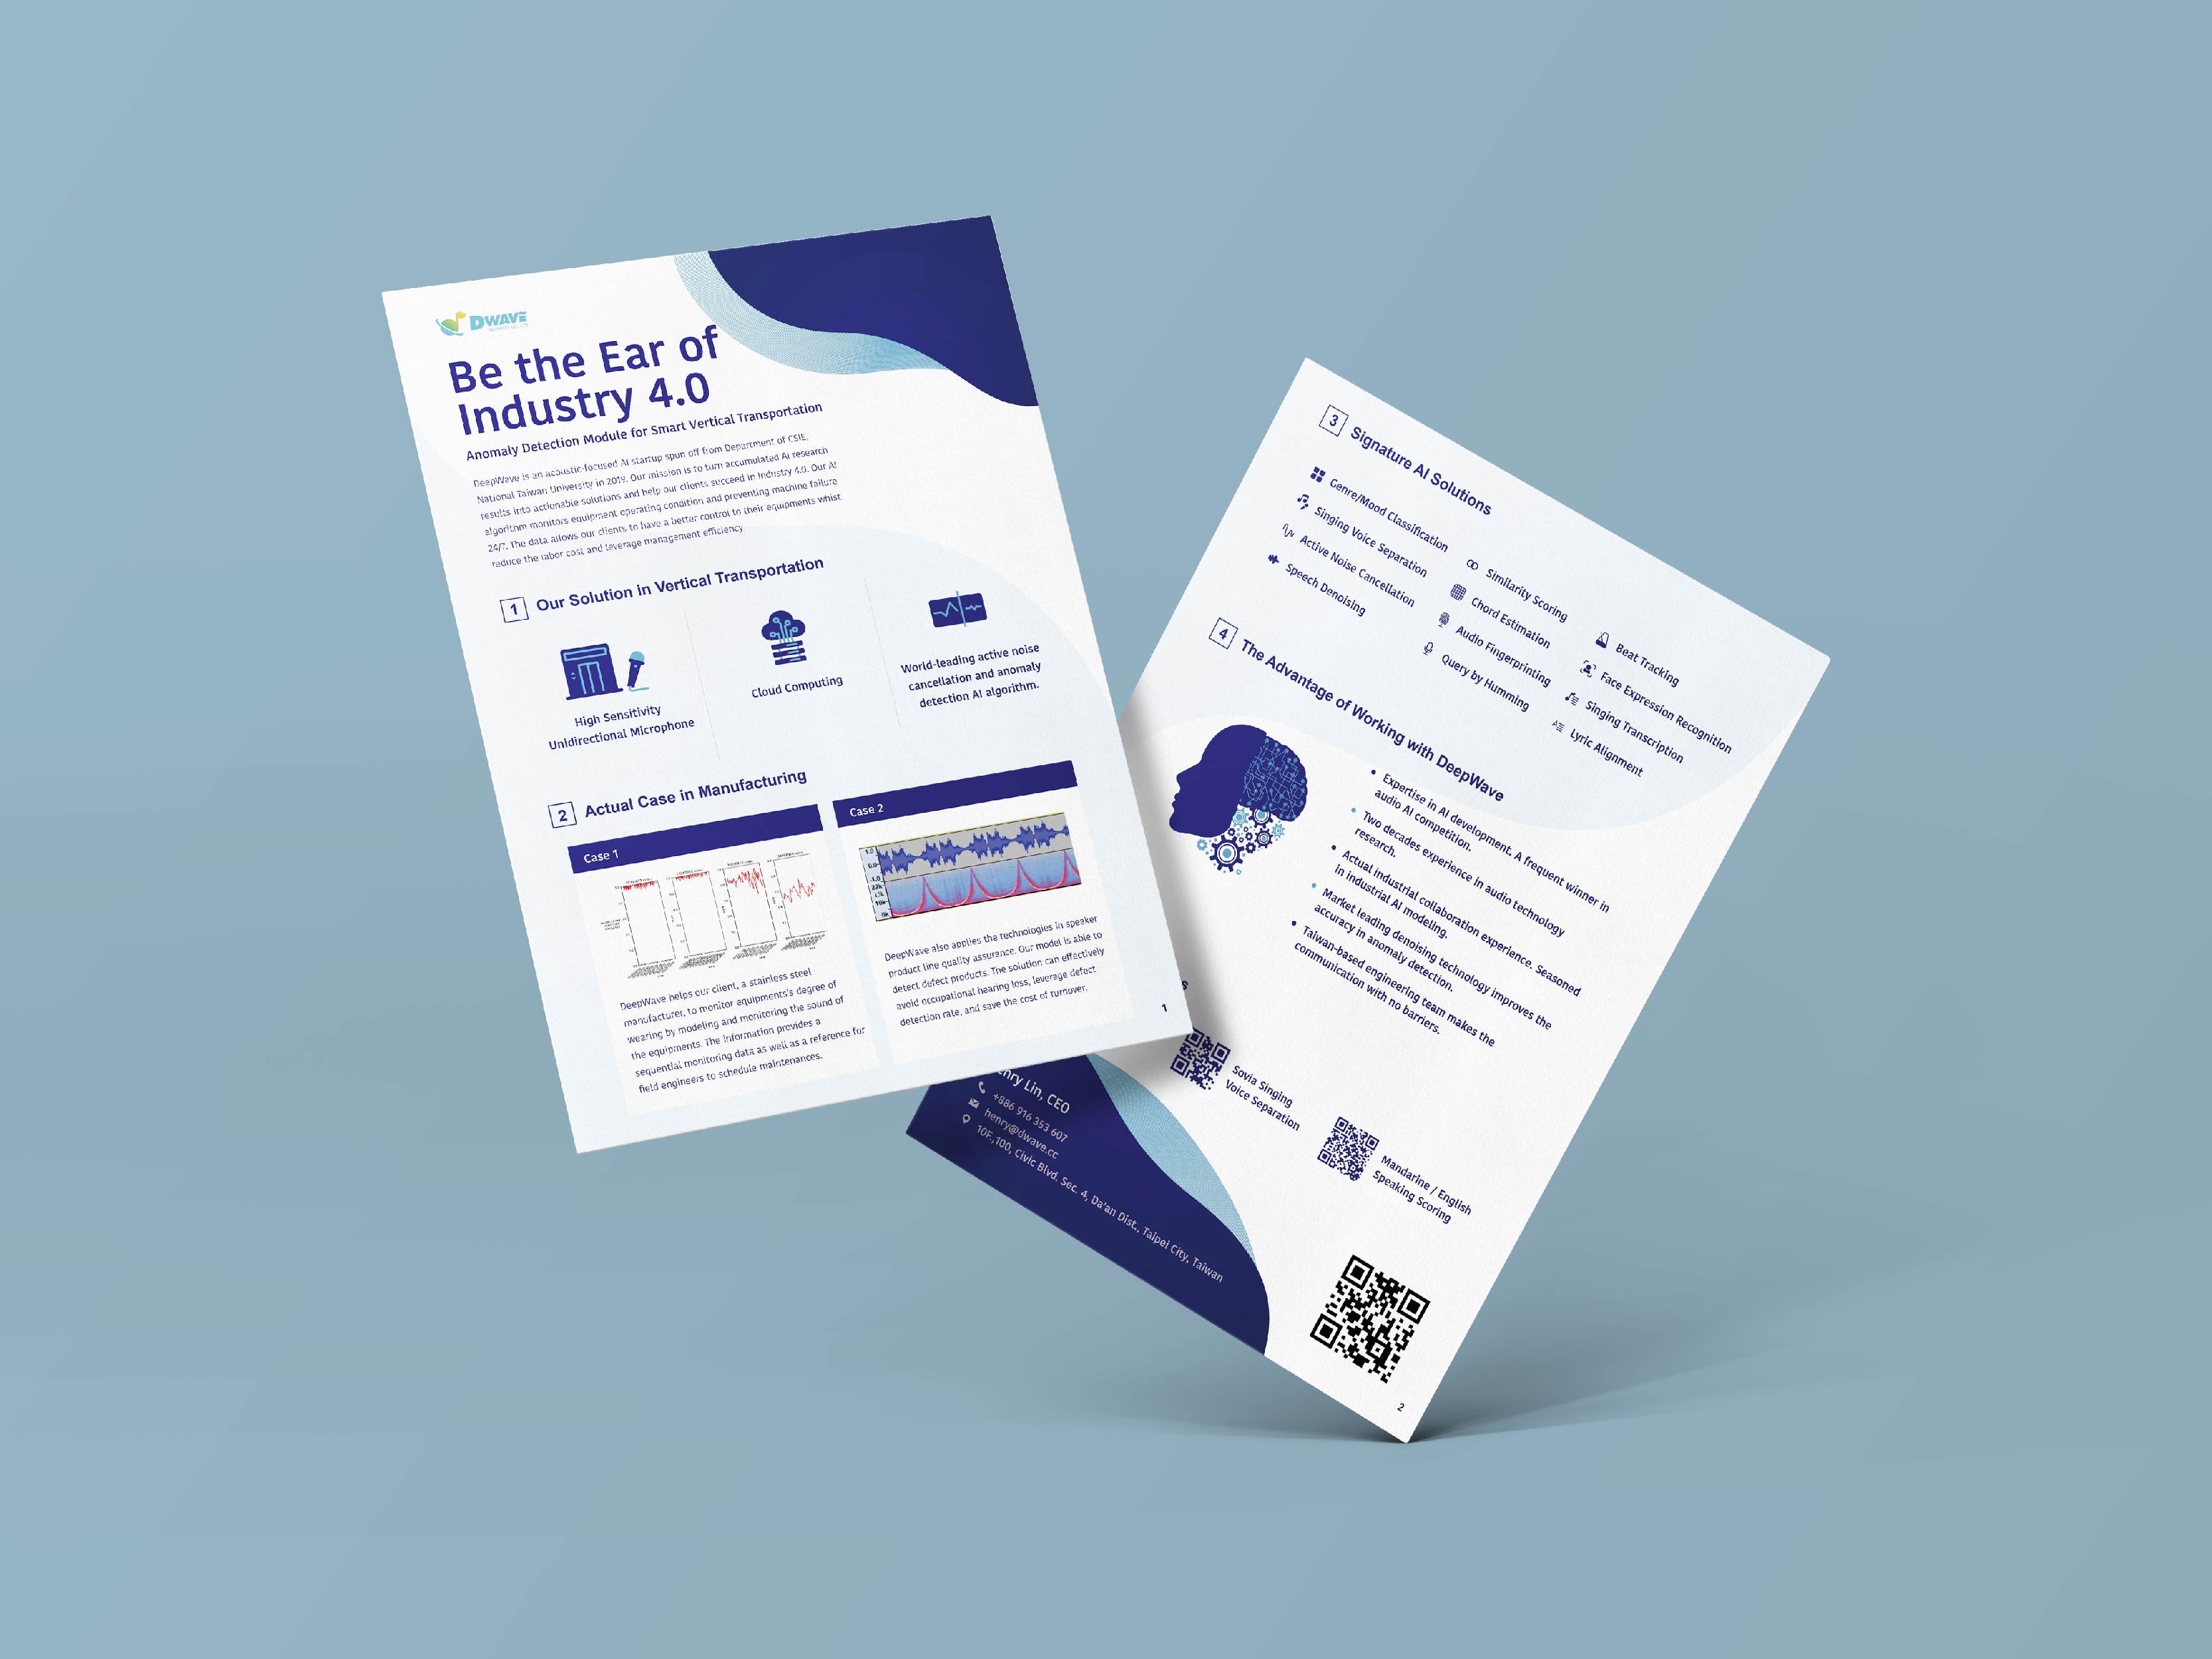 DWAVE
Be the Ear of
Industry 4.0
Anomaly Detection Module for Smart Vertical Transportation
DeepWave is an acoustic-focused AI startup spun off from Department of CSIE,
National Taiwan University in 2019. Our mission is to turn accumulated AI research
results into actionable solutions and help our clients succeed in Industry 4.0. Our AI
algorithm monitors equipment operating condition and preventing machine failure
24/7. The data allows our clients to have a better control to their equipments whist
reduce the labor cost and leverage management efficiency.
1 Our Solution in Vertical Transportation
High Sensitivity
Unidirectional Microphone
Cloud Computing
World-leading active noise
cancellation and anomaly
detection AI algorithm.
2 Actual Case in Manufacturing
Case 1
DeepWave helps our client, a stainless steel
manufacturer, to monitor equipments's degree of
wearing by modeling and monitoring the sound of
the equipments. The Information provides a
sequential monitoring data as well as a reference for
field engineers to schedule maintenances.
Case 2
DeepWave also applies the technologies in speaker
product line quality assurance. Our model is able to
detect defect products. The solution can effectively
avoid occupational hearing loss, leverage defect
detection rate, and save the cost of turnover.
1
3 Signature AI Solutions
Genre/Mood Classification
Singing Voice Separation
Active Noise Cancellation
Speech Denoising
Similarity Scoring
Chord Estimation
Audio Fingerprinting
Query by Humming
Beat Tracking
Face Expression Recognition
Singing Transcription
Lyric Alignment
4 The Advantage of Working with DeepWave
• Expertise in AI development. A frequent winner in
audio AI competition.
• Two decades experience in audio technology
research.
• Actual industrial collaboration experience. Seasoned
in industrial AI modeling.
• Market leading denoising technology improves the
accuracy in anomaly detection.
• Taiwan-based engineering team makes the
communication with no barriers.
s
Sovia Singing
Voice Separation
Mandarine / English
Speaking Scoring
nry Lin, CEO
+886 916 353 607
henry@dwave.cc
10F.,100, Civic Blvd. Sec. 4, Da'an Dist., Taipei City, Taiwan
2